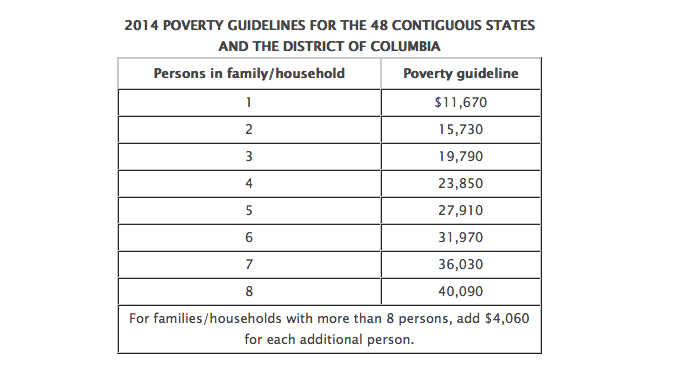 2014 POVERTY GUIDELINES FOR THE 48 CONTIGUOUS STATES
AND THE DISTRICT OF COLUMBIA
Persons in family/household Poverty guideline
1 $11,670
2 15,730
3 19,790
4 23,850
5 27,910
6 31,970
7 36,030
8 40,090
For families/households with more than 8 persons, add $4,060
for each additional person.